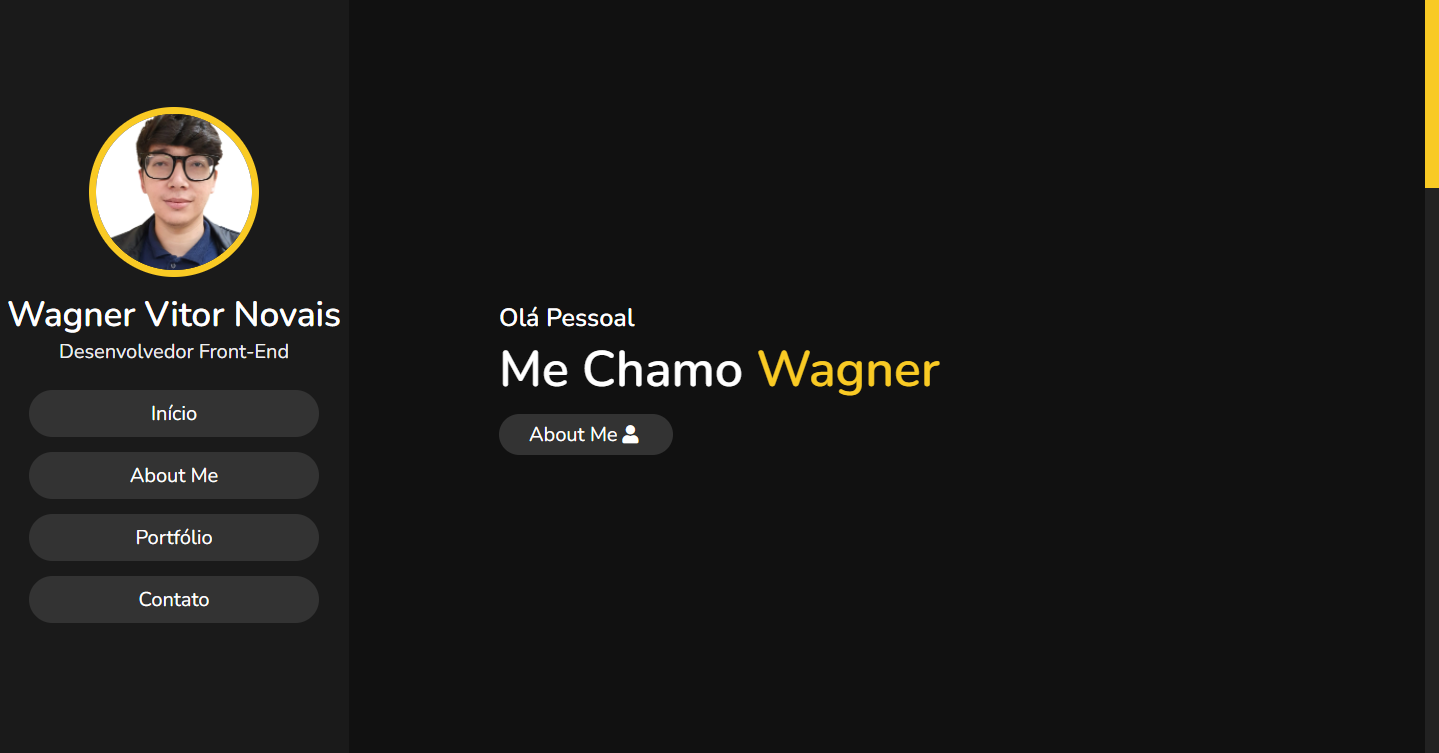 Wagner Vitor Novais
Desenvolvedor Front-End
Início
About Me
Portfólio
Contato
Olá Pessoal
Me Chamo Wagner
About Me